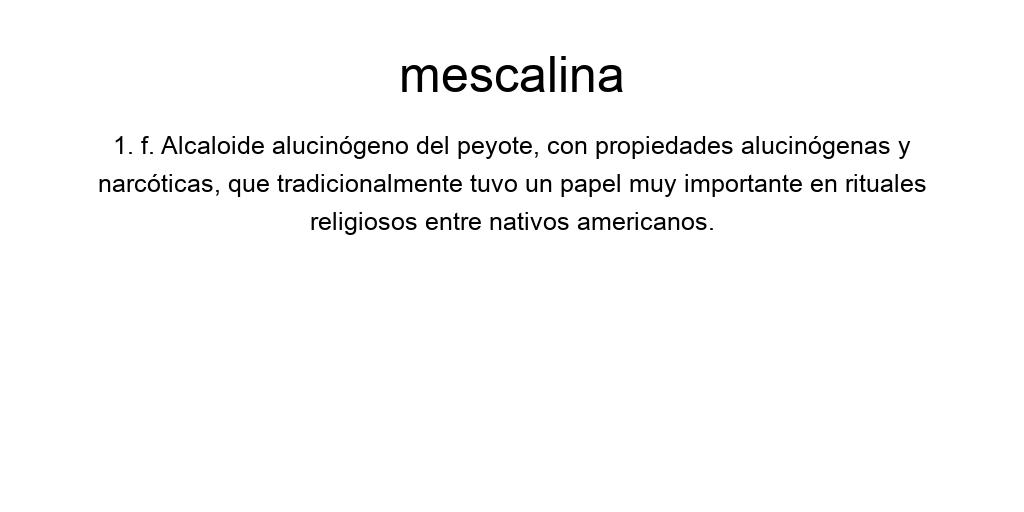 mescalina
1. f. Alcaloide alucinógeno del peyote, con propiedades alucinógenas y
narcóticas, que tradicionalmente tuvo un papel muy importante en rituales
religiosos entre nativos americanos.